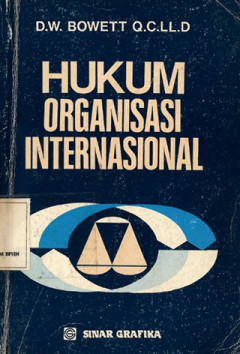 D.W. BOWETT Q.C.LL.D
HUKUM
ORGANISASI
INTERNASIONAL
SINAR GRAFIKA